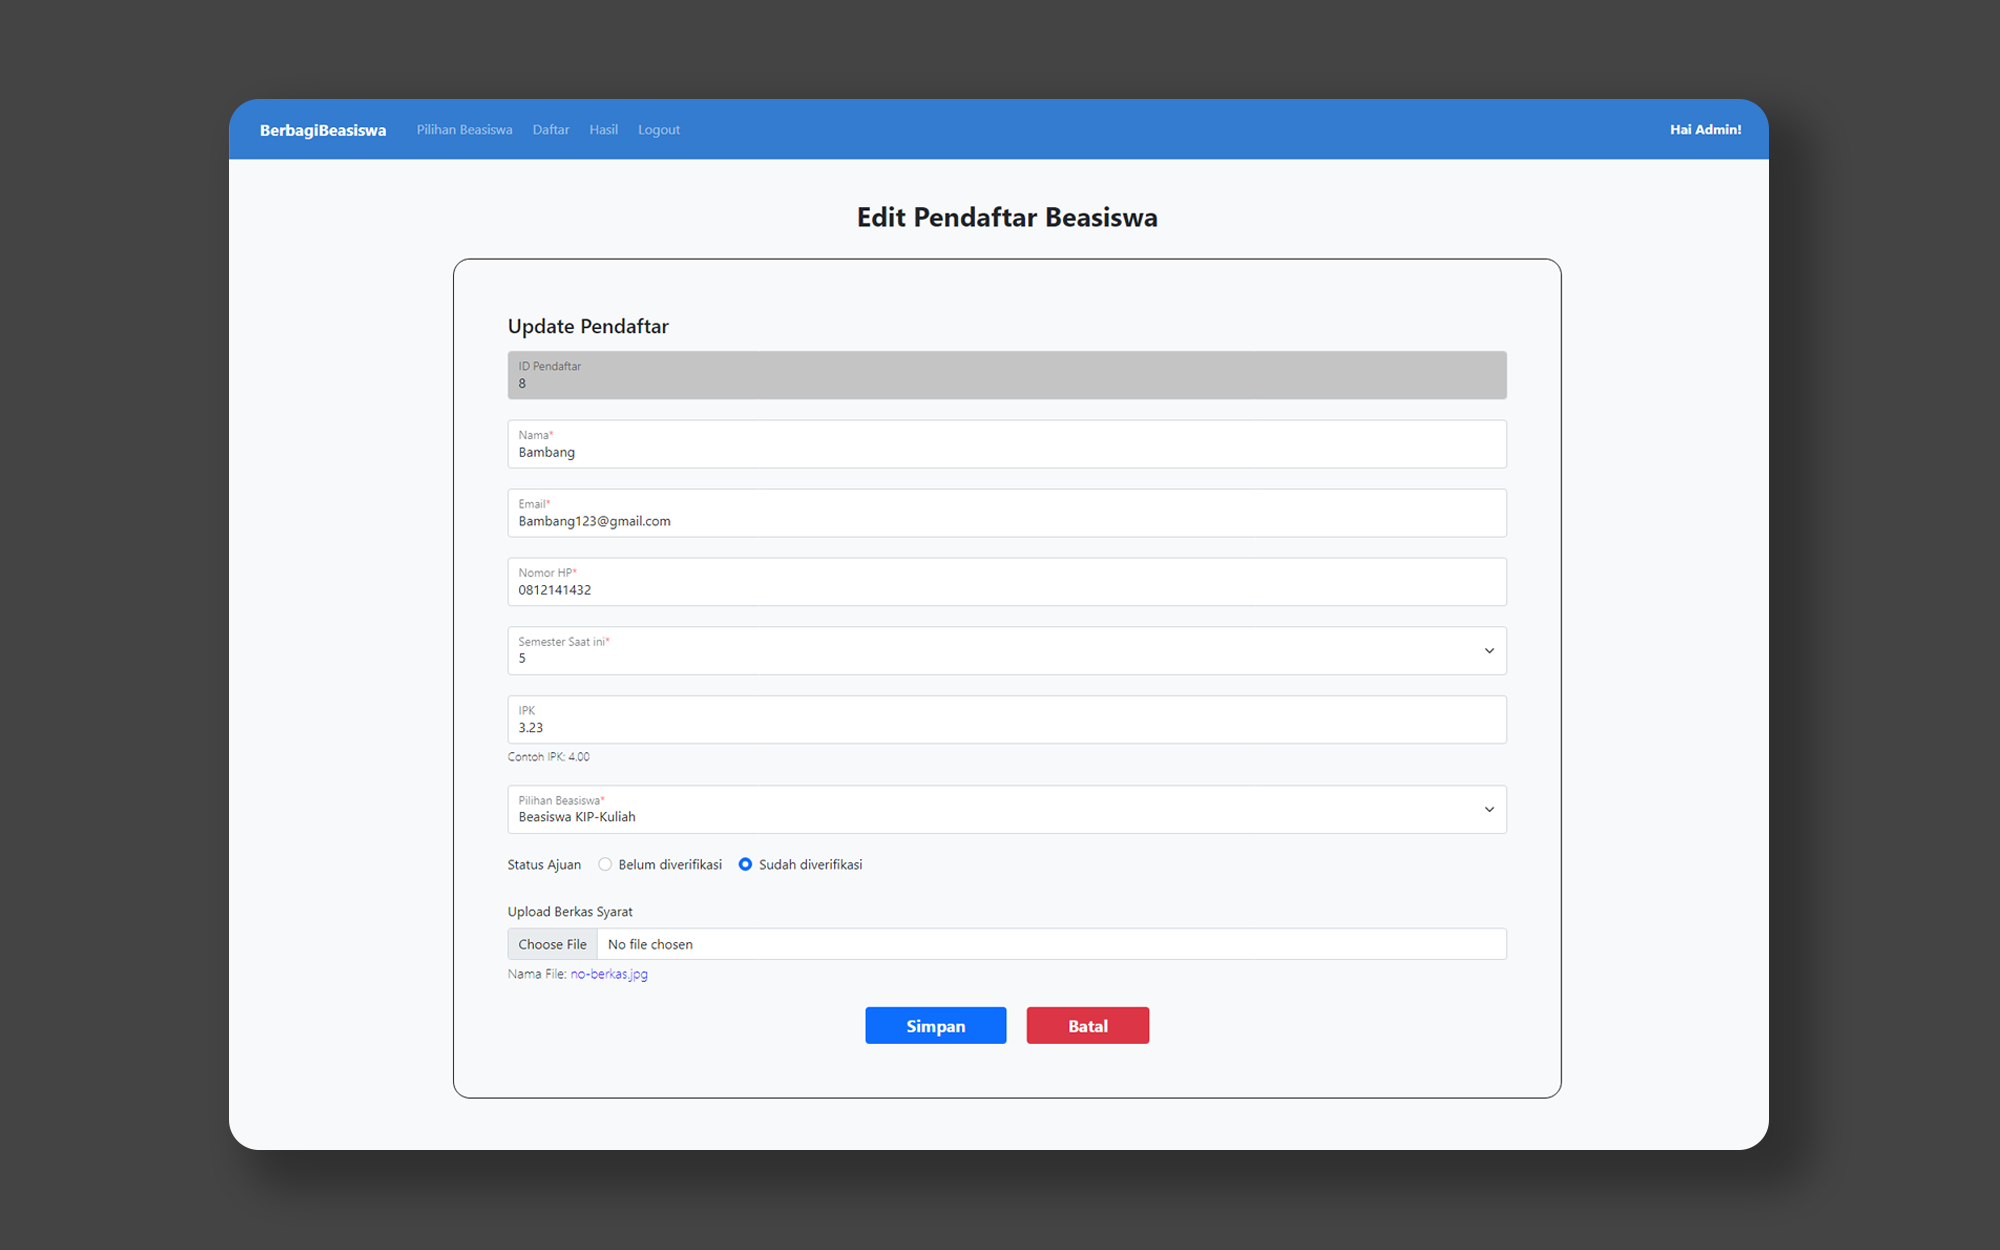 BerbagiBeasiswa Pilihan Beasiswa Daftar Hasil Logout Hai Admin!
Edit Pendaftar Beasiswa
Update Pendaftar
ID Pendaftar
8
Nama*
Bambang
Email*
Bambang123@gmail.com
Nomor HP*
0812141432
Semester Saat ini*
5
IPK
3.23
Contoh IPK: 4.00
Pilihan Beasiswa*
Beasiswa KIP-Kuliah
Status Ajuan Belum diverifikasi Sudah diverifikasi
Upload Berkas Syarat
Choose File No file chosen
Nama File: no-berkas.jpg
Simpan Batal